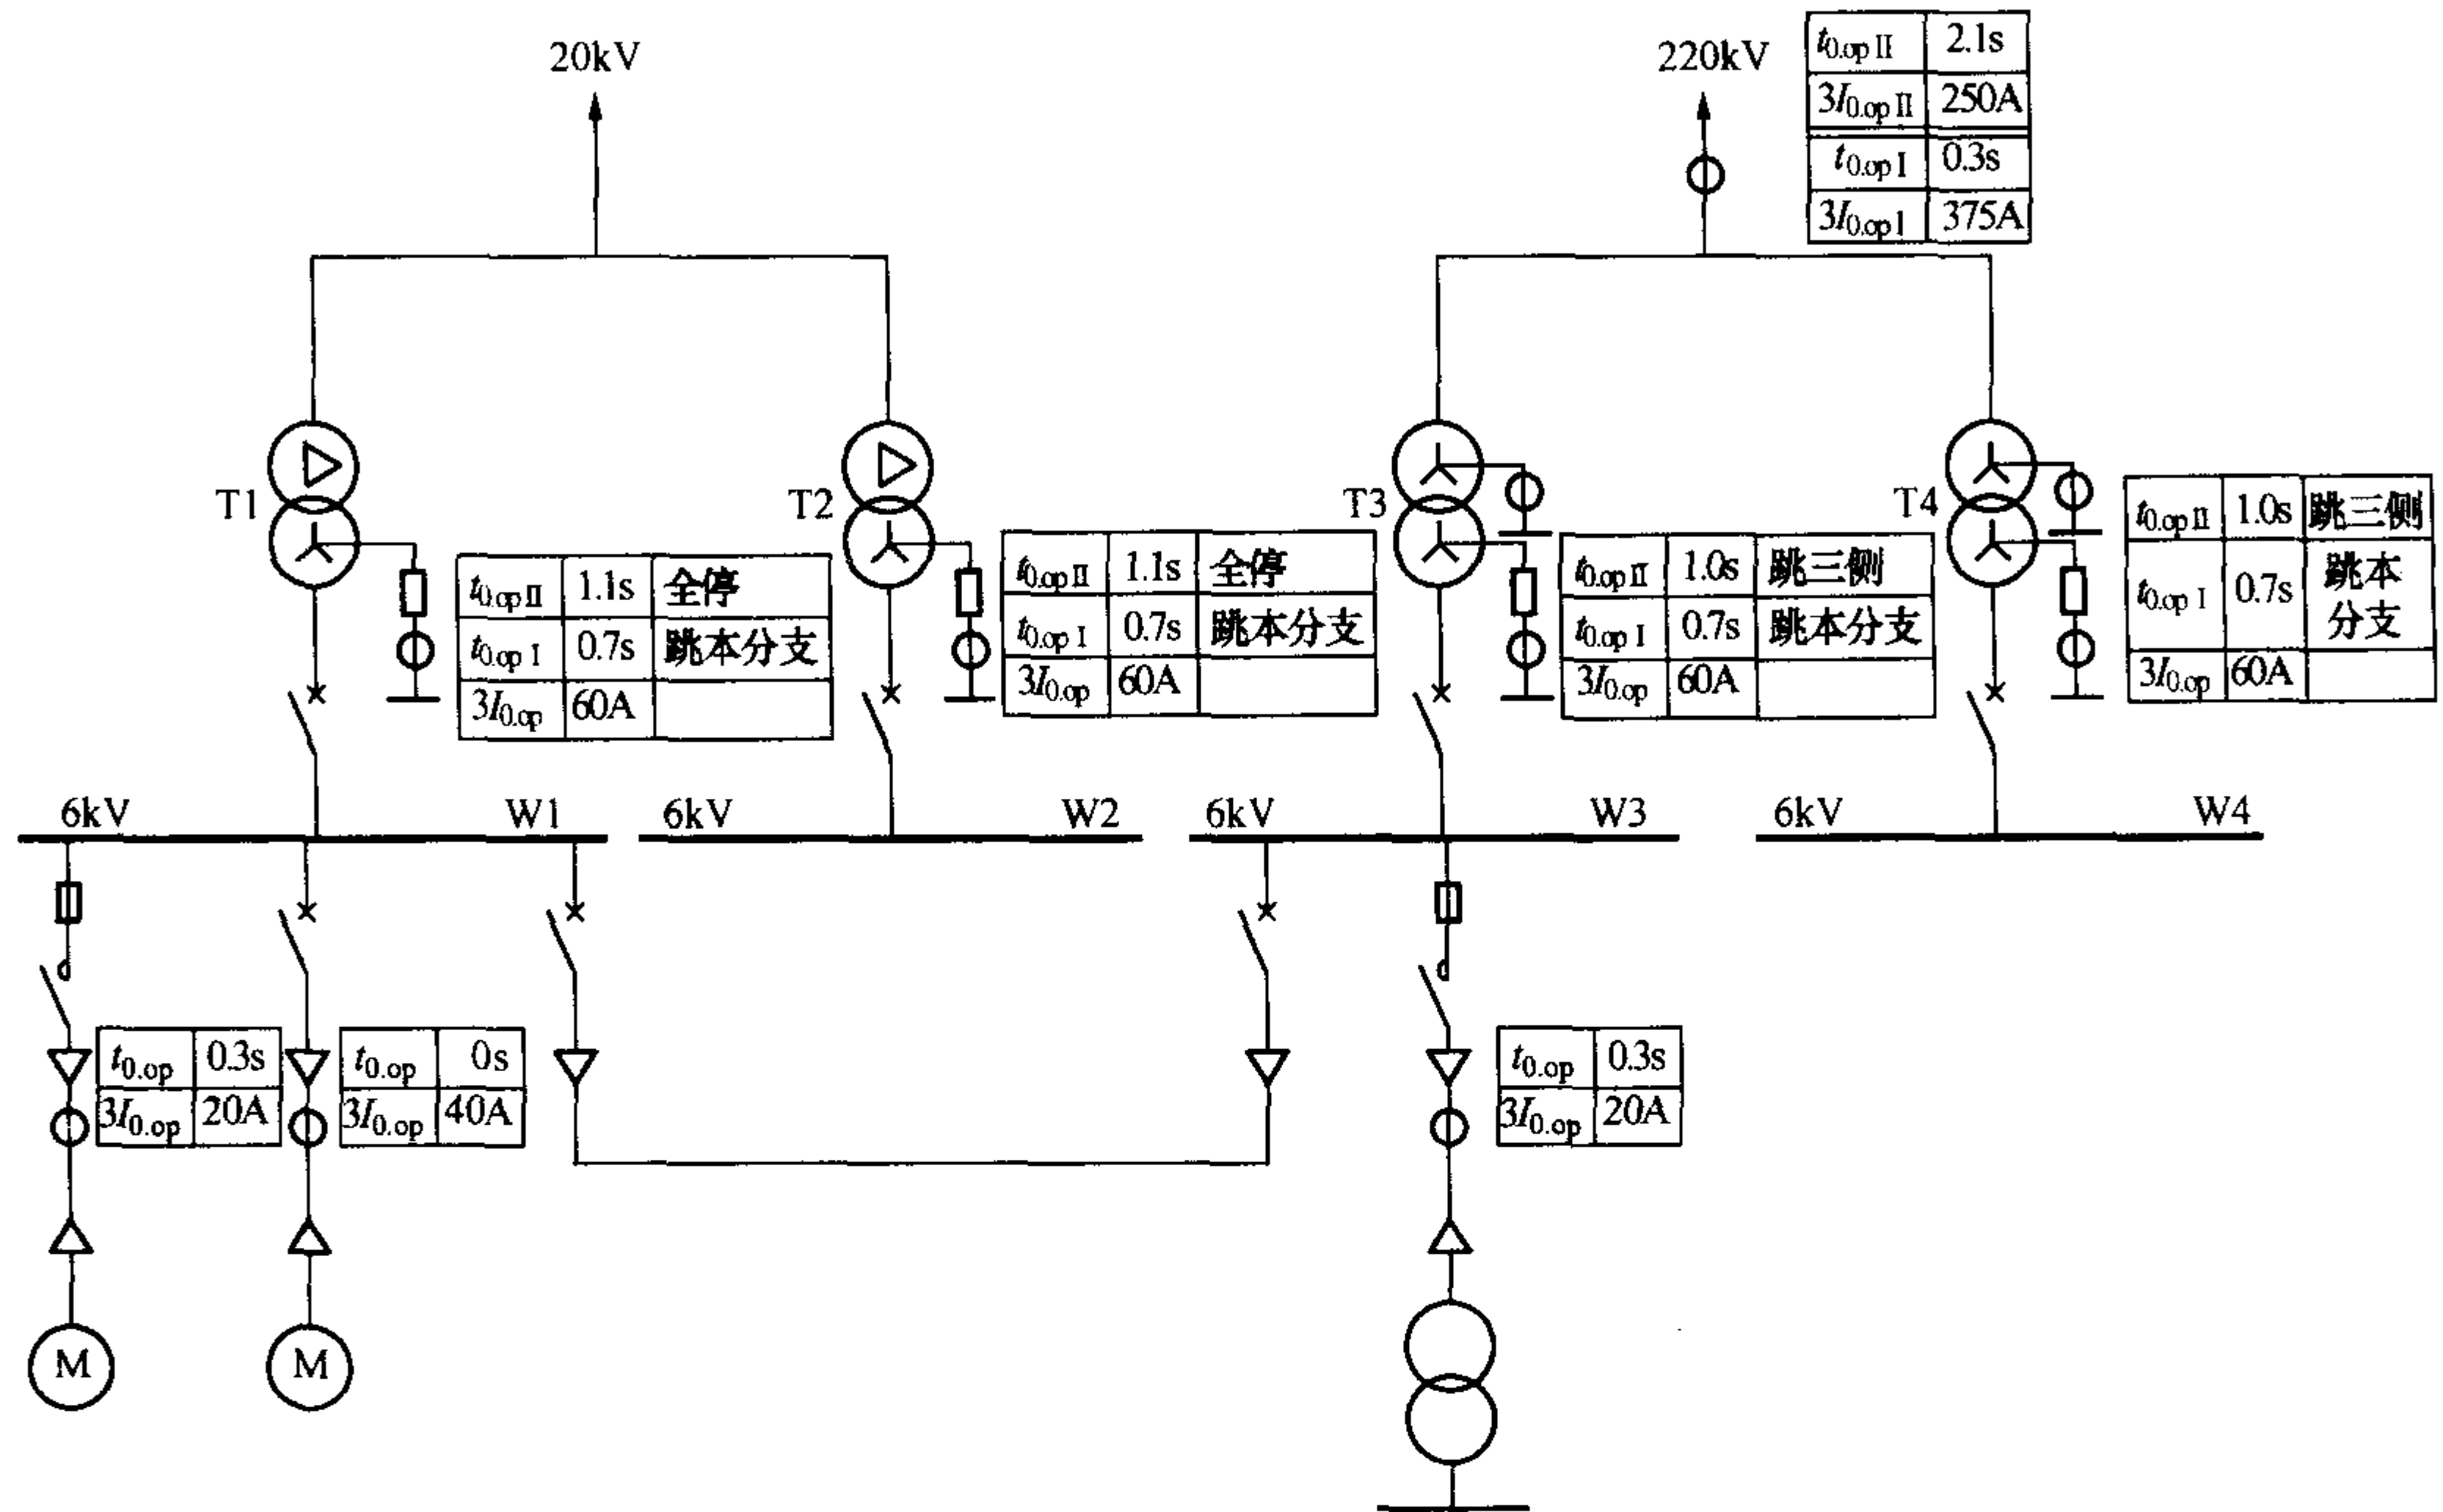 20kV
220kV
t0.op II 2.1s
3I0.op II 250A
t0.op I 0.3s
3I0.op I 375A
T1
T2
T3
T4
t0.op II 1.1s 全停
t0.op I 0.7s 跳本分支
3I0.op 60A
t0.op II 1.1s 全停
t0.op I 0.7s 跳本分支
3I0.op 60A
t0.op II 1.0s 跳三侧
t0.op I 0.7s 跳本分支
3I0.op 60A
t0.op II 1.0s 跳三侧
t0.op I 0.7s 跳本
分支
3I0.op 60A
6kV W1
6kV W2
6kV W3
6kV W4
t0.op 0.3s
3I0.op 20A
t0.op 0s
3I0.op 40A
t0.op 0.3s
3I0.op 20A
M
M